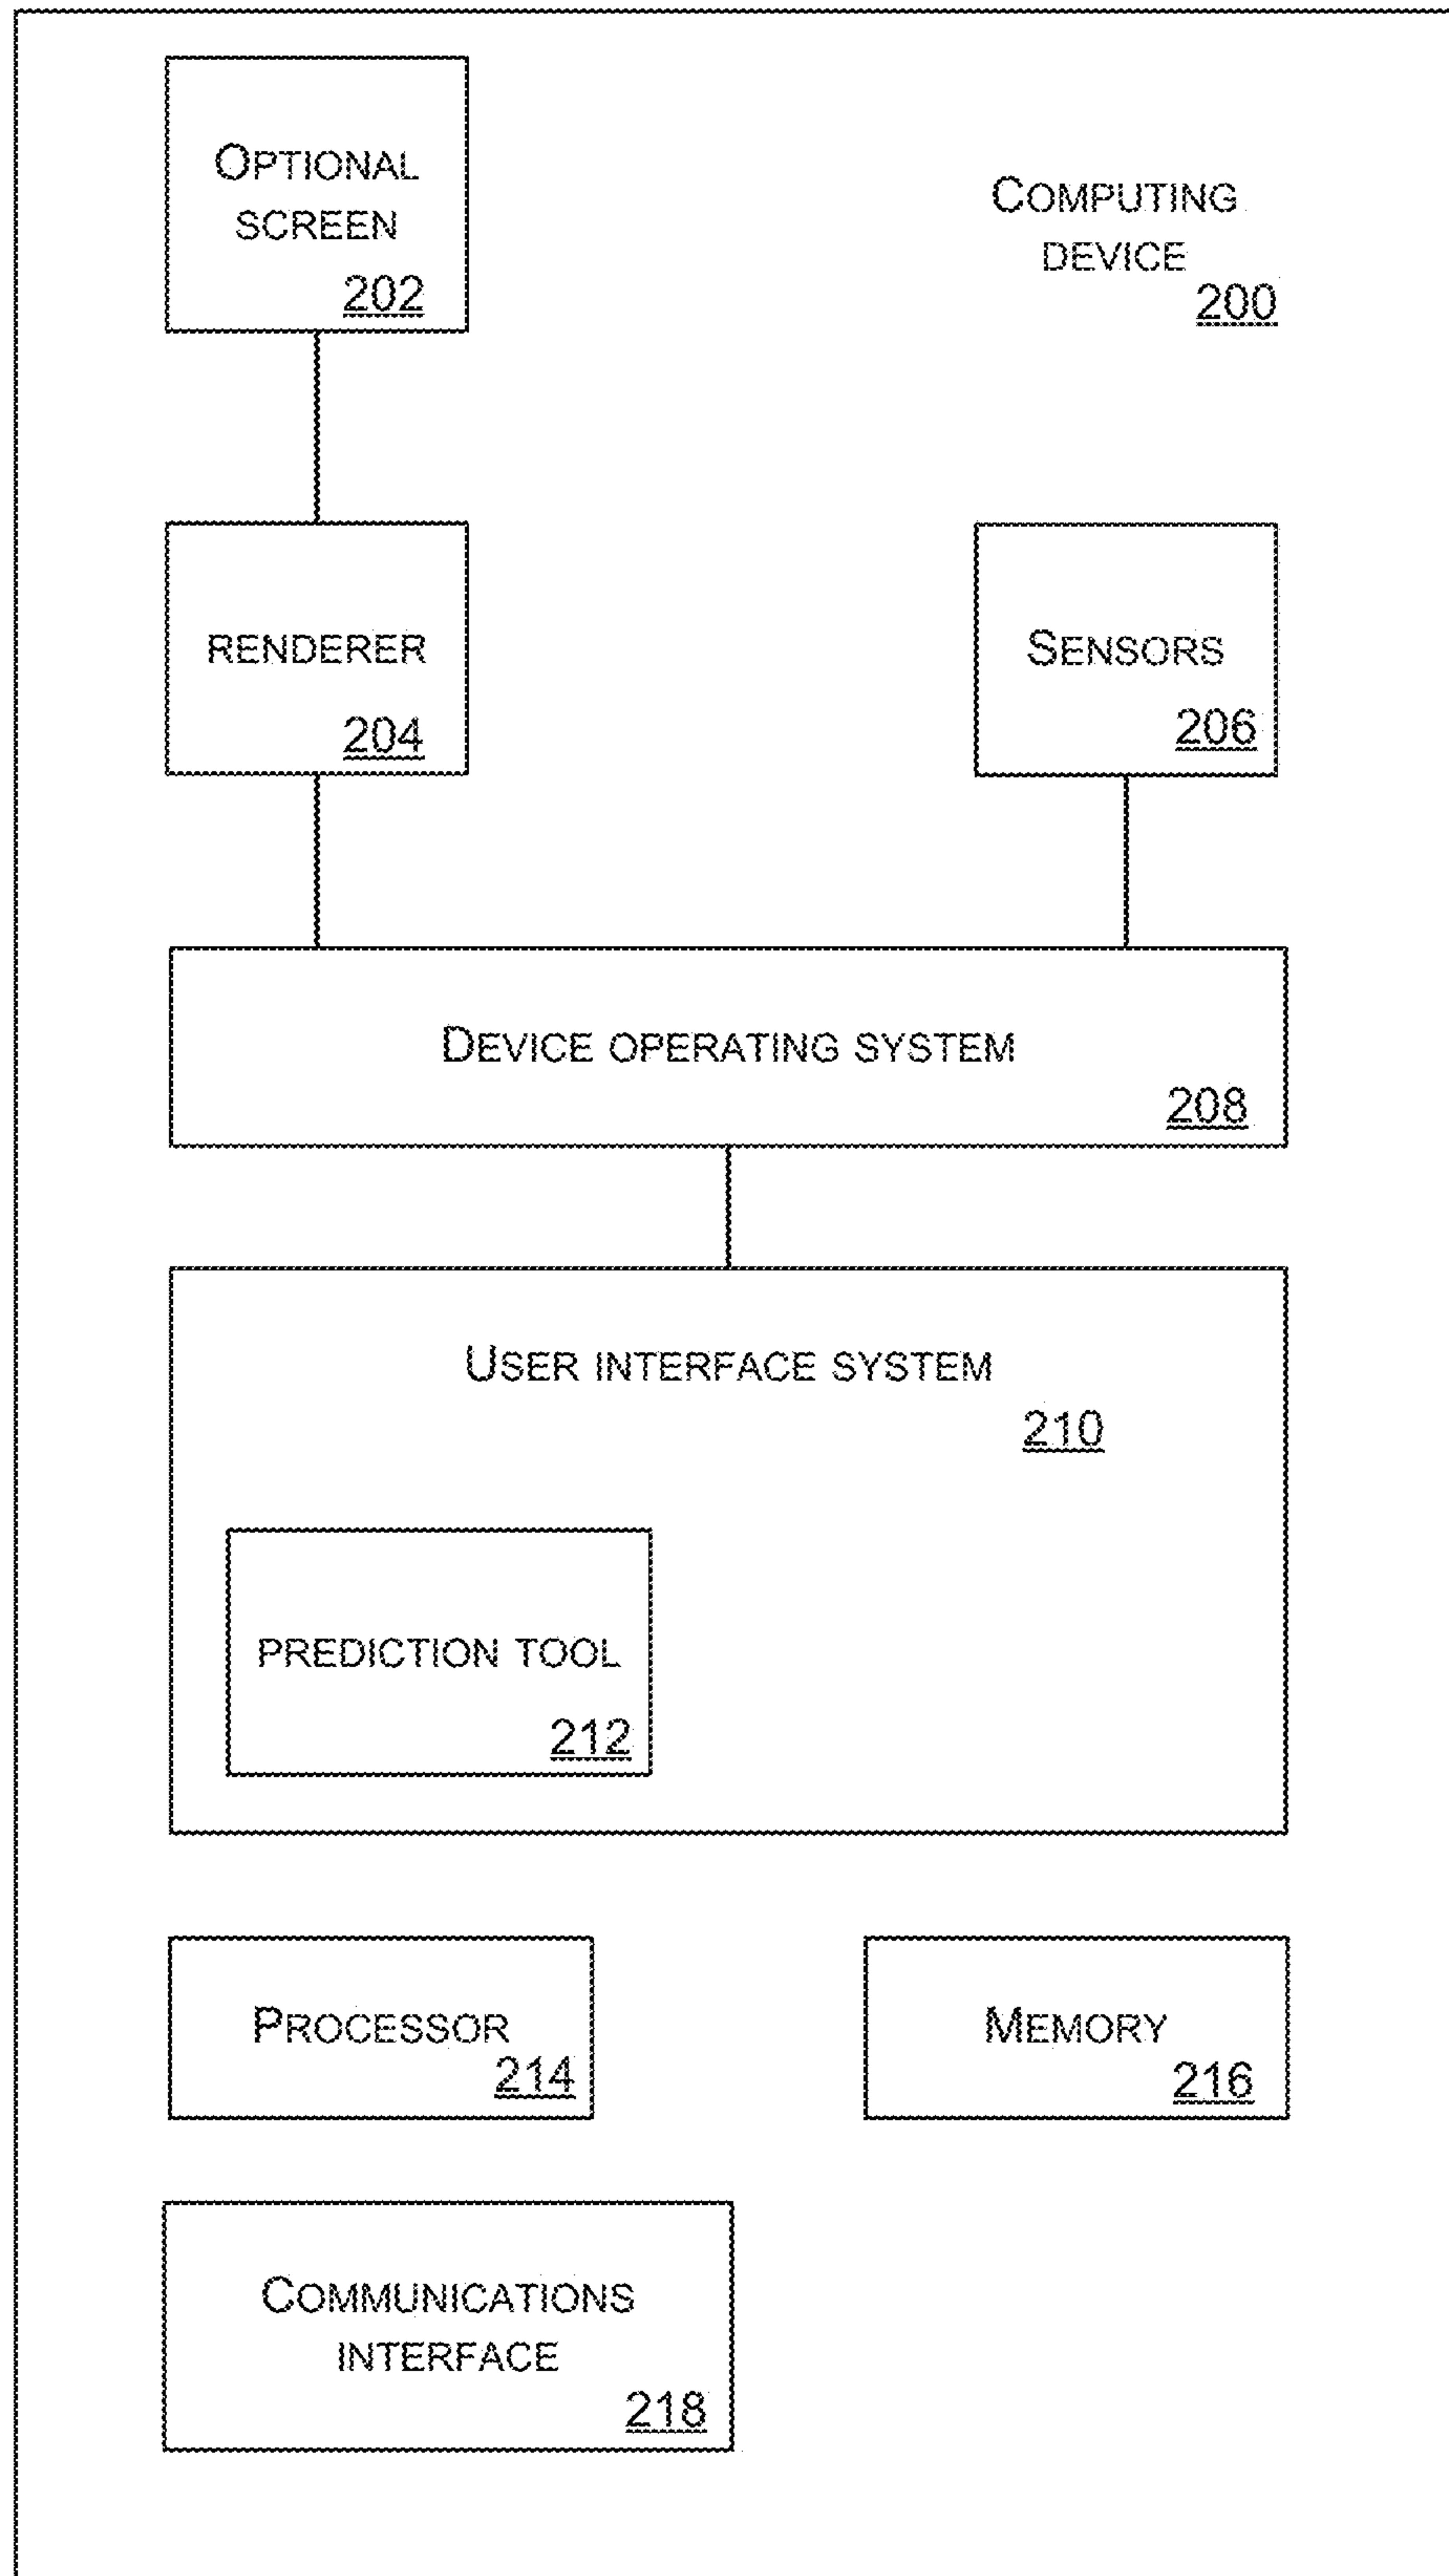 Optional
screen
202
Computing
device
200
renderer
204
Sensors
206
Device operating system
208
User interface system
210
prediction tool
212
Processor
214
Memory
216
Communications
interface
218